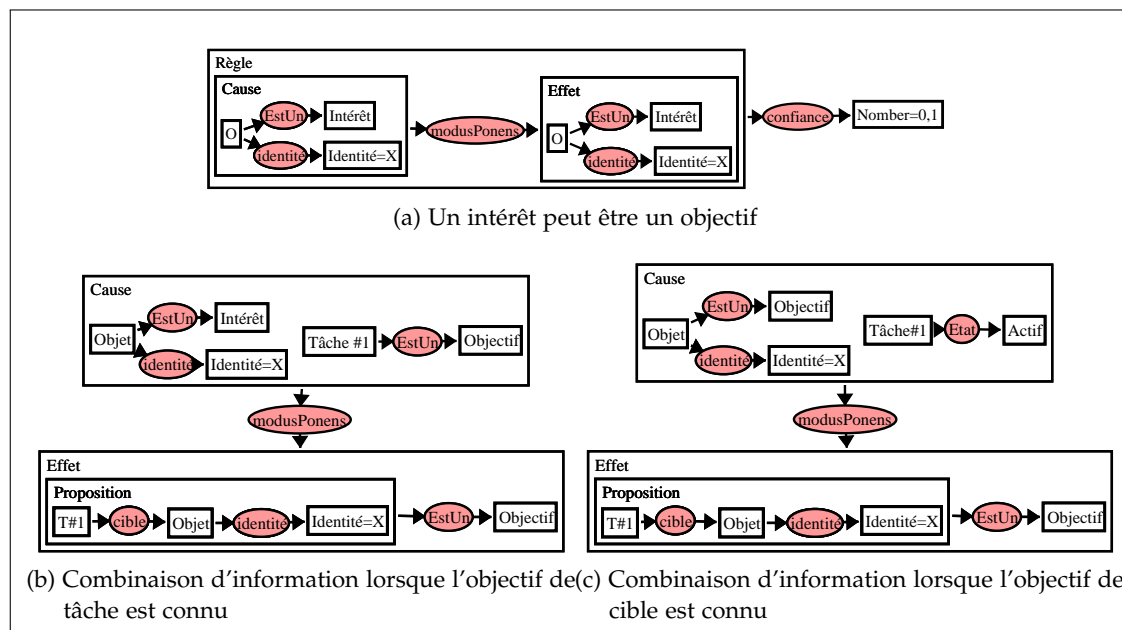 Règle
Cause
Effet
EstUn
Intérêt
EstUn
Intérêt
O
modusPonens
O
confiance
Nomber=0,1
identité
Identité=X
identité
Identité=X
(a) Un intérêt peut être un objectif
Cause
EstUn
Intérêt
Objet
Tâche #1
EstUn
Objectif
identité
Identité=X
modusPonens
Effet
Proposition
T#1
cible
Objet
identité
Identité=X
EstUn
Objectif
(b) Combinaison d'information lorsque l'objectif de
tâche est connu
Cause
EstUn
Objectif
Objet
Tâche#1
Etat
Actif
identité
Identité=X
modusPonens
Effet
Proposition
T#1
cible
Objet
identité
Identité=X
EstUn
Objectif
(c) Combinaison d'information lorsque l'objectif de
cible est connu